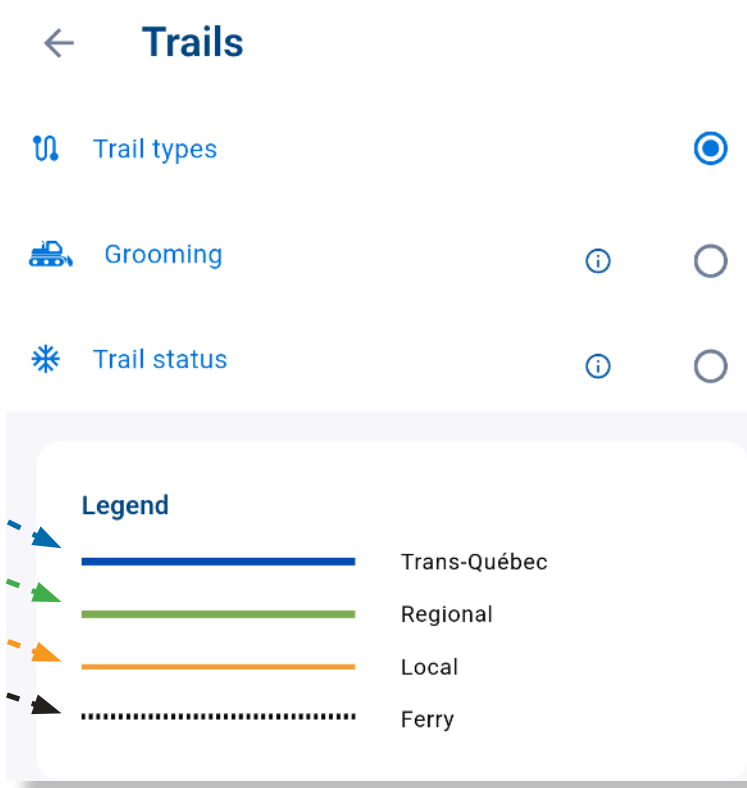 Trails
Trail types
Grooming
Trail status
Legend
Trans-Québec
Regional
Local
Ferry